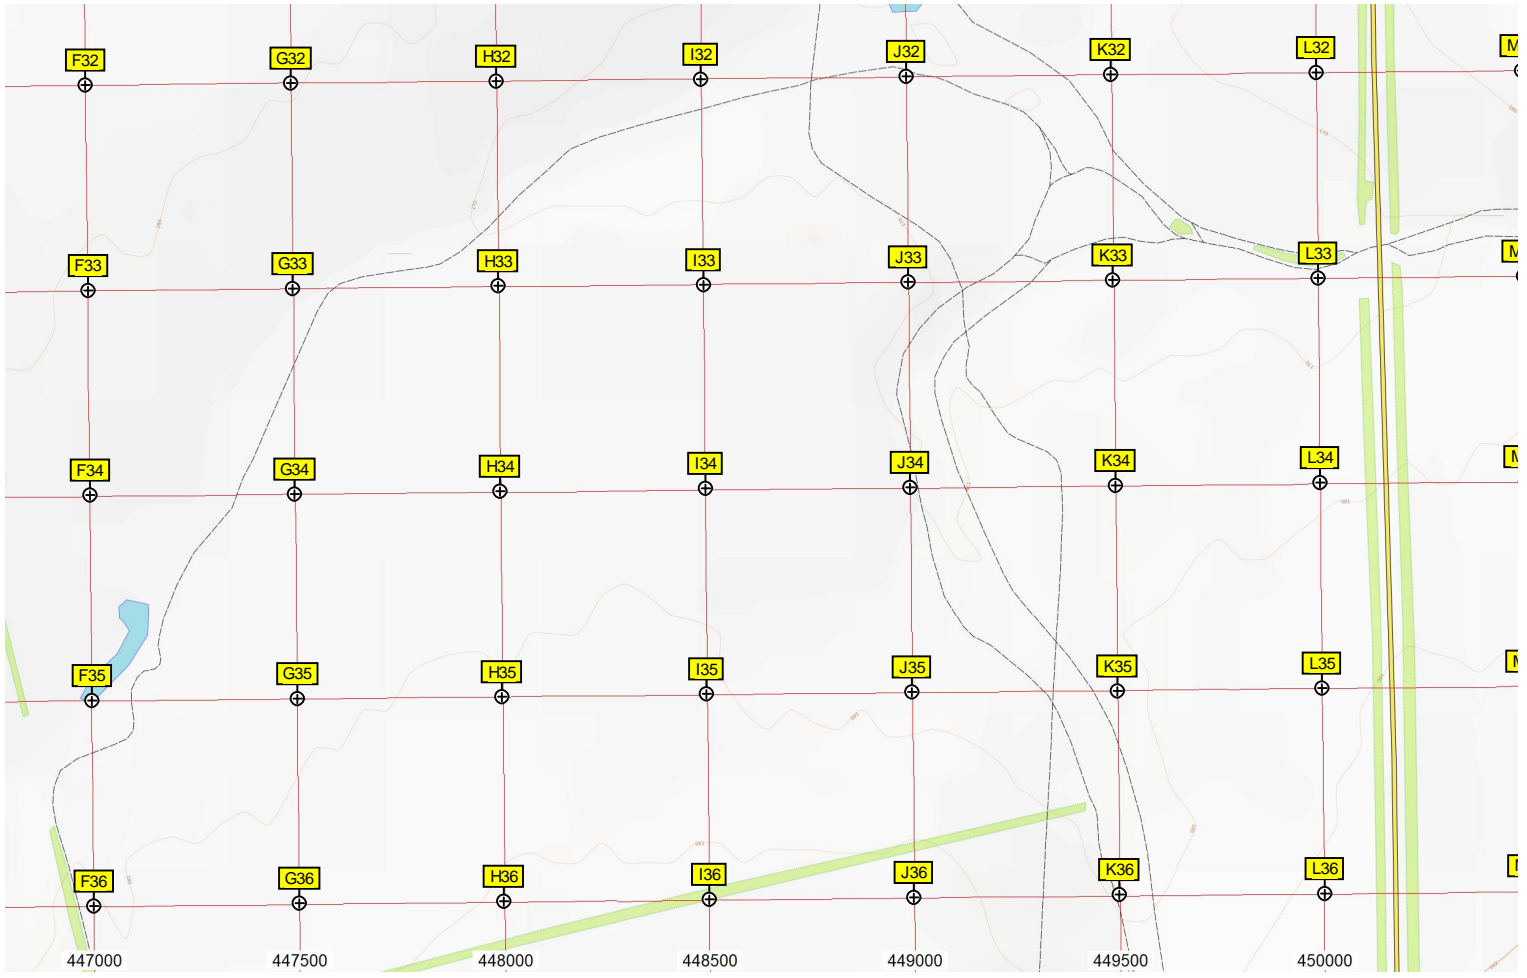 F32 G32 H32 I32 J32 K32 L32
F33 G33 H33 I33 J33 K33 L33
F34 G34 H34 I34 J34 K34 L34
F35 G35 H35 I35 J35 K35 L35
F36 G36 H36 I36 J36 K36 L36
447000 447500 448000 448500 449000 449500 450000